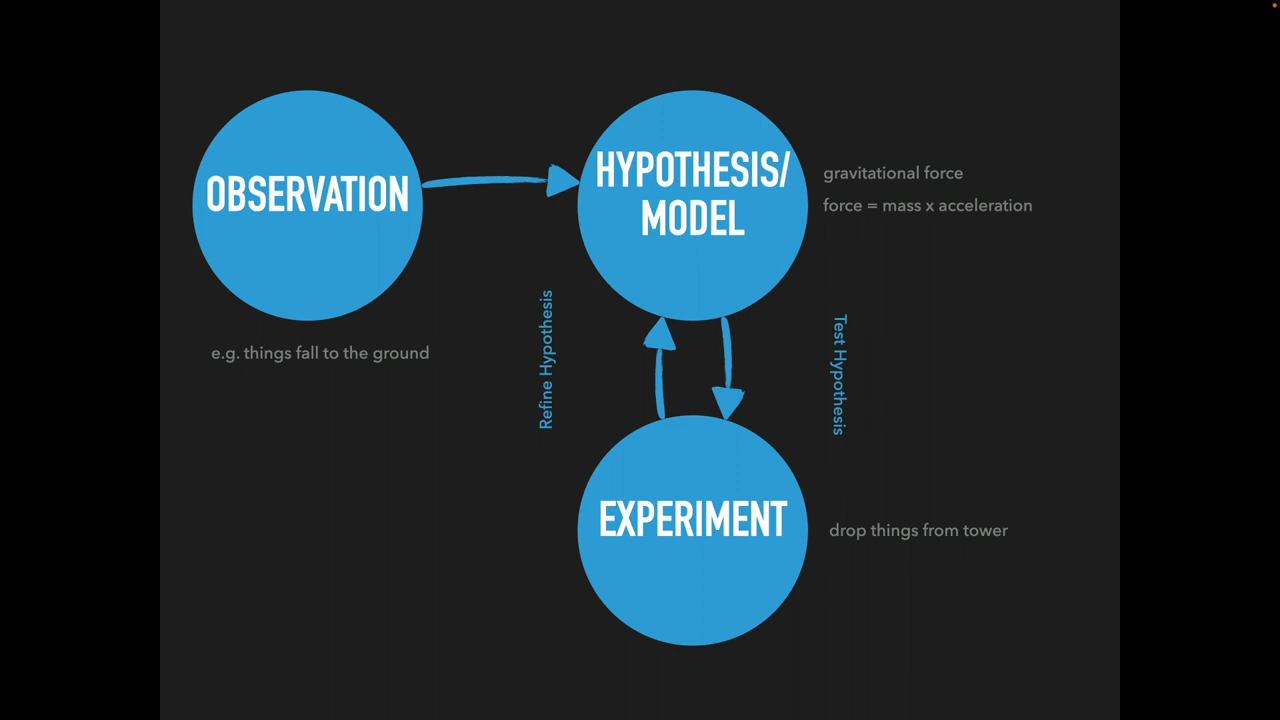 OBSERVATION
e.g. things fall to the ground
HYPOTHESIS/
MODEL
gravitational force
force = mass x acceleration
Refine Hypothesis
Test Hypothesis
EXPERIMENT
drop things from tower